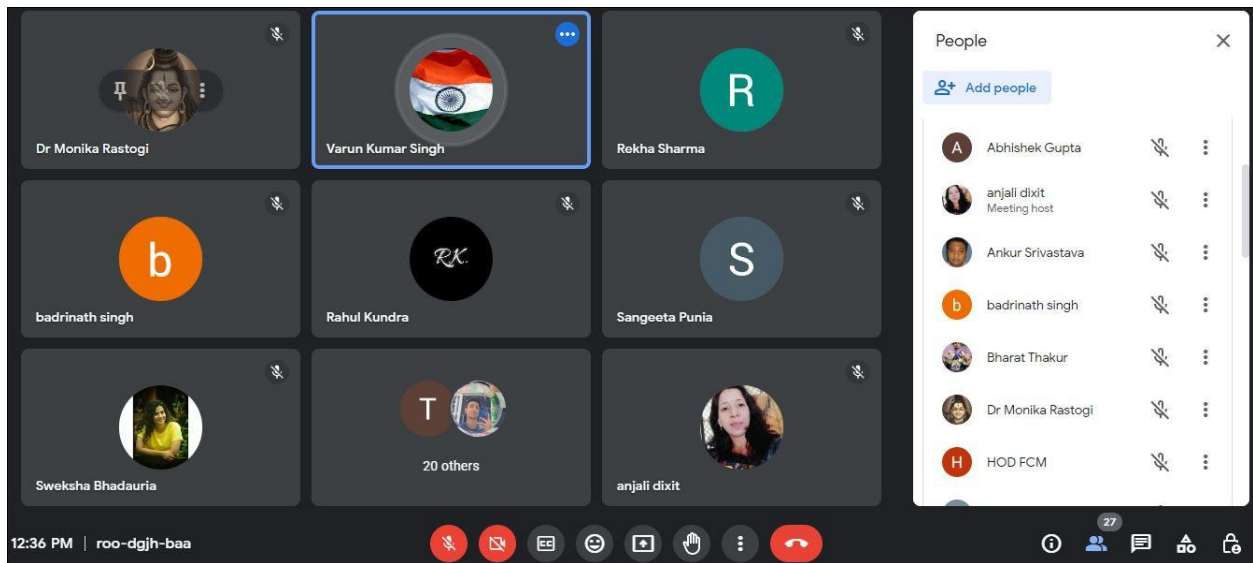 Dr Monika Rastogi
Varun Kumar Singh
R
Rekha Sharma
b
badrinath singh
R.K.
Rahul Kundra
S
Sangeeta Punia
Sweksha Bhadauria
T
20 others
anjali dixit
People
Add people
A Abhishek Gupta
anjali dixit
Meeting host
Ankur Srivastava
b badrinath singh
Bharat Thakur
Dr Monika Rastogi
H HOD FCM
12:36 PM | roo-dgjh-baa
CC
27